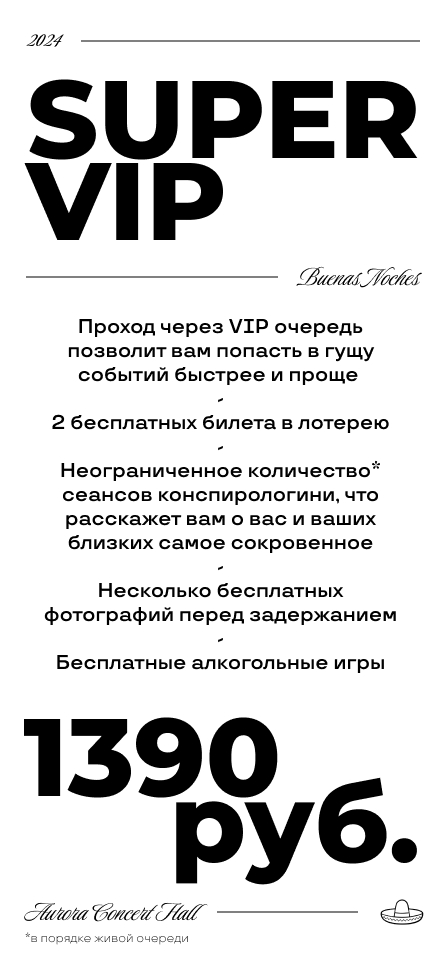 2024
SUPER
VIP
Buenas Noches
Проход через VIP очередь
позволит вам попасть в гущу
событий быстрее и проще
-
2 бесплатных билета в лотерею
-
Неограниченное количество*
сеансов конспирологини, что
расскажет вам о вас и ваших
близких самое сокровенное
-
Несколько бесплатных
фотографий перед задержанием
-
Бесплатные алкогольные игры
1390
руб.
Aurora Concert Hall
*в порядке живой очереди